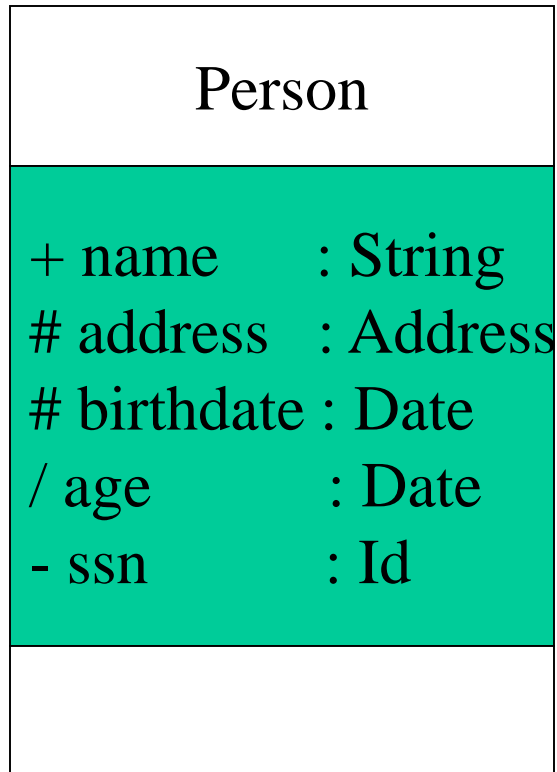 Person
+ name : String
# address : Address
# birthdate : Date
/ age : Date
- ssn : Id